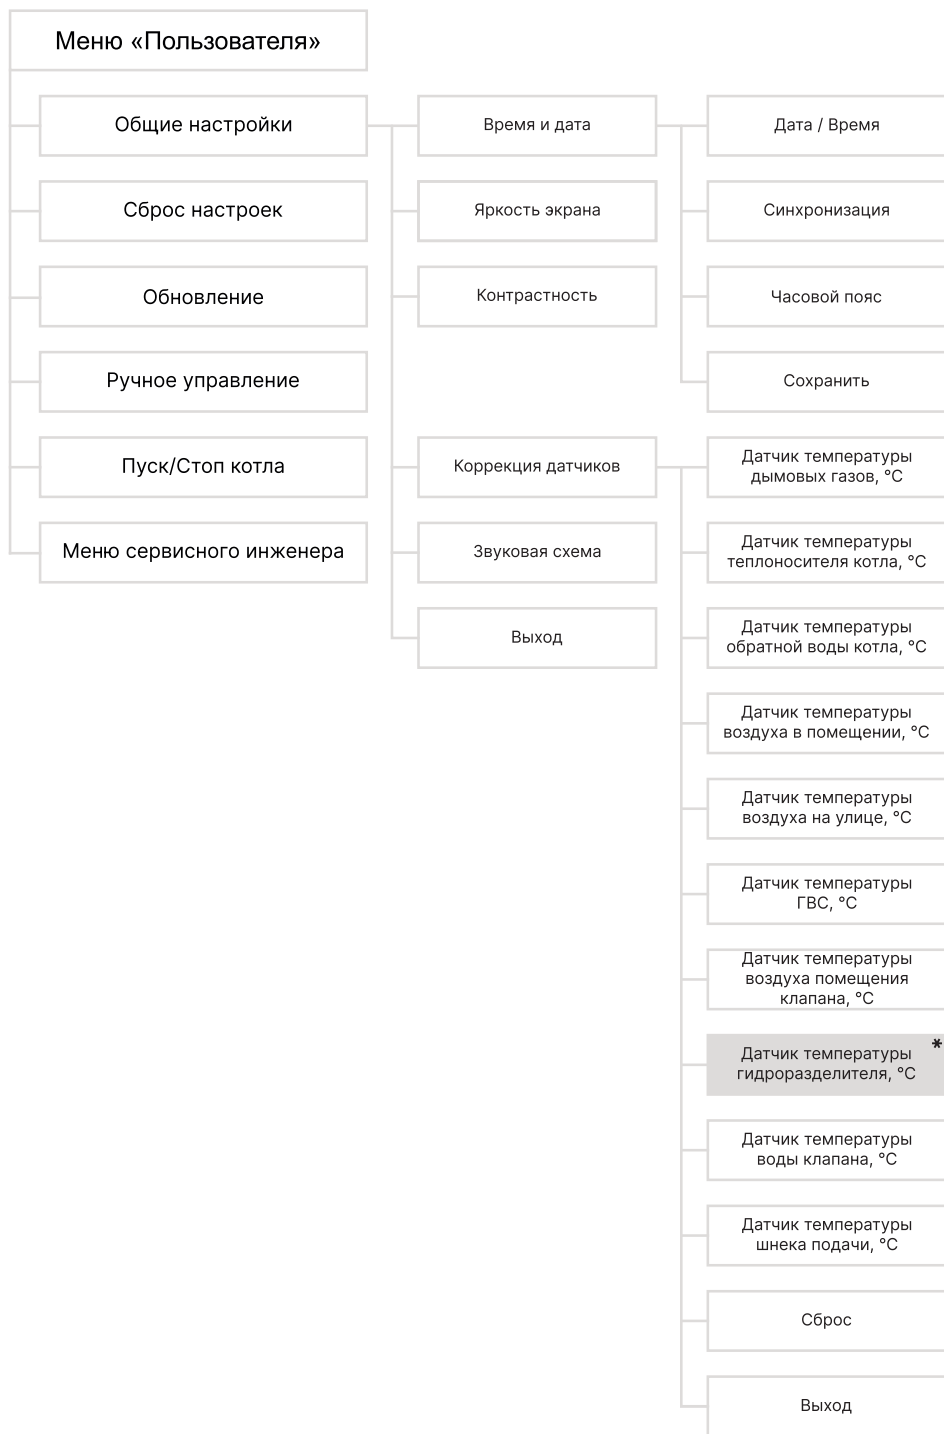 Меню «Пользователя»
Общие настройки
Сброс настроек
Обновление
Ручное управление
Пуск/Стоп котла
Меню сервисного инженера
Время и дата
Яркость экрана
Контрастность
Коррекция датчиков
Звуковая схема
Выход
Дата / Время
Синхронизация
Часовой пояс
Сохранить
Датчик температуры
дымовых газов, °C
Датчик температуры
теплоносителя котла, °C
Датчик температуры
обратной воды котла, °C
Датчик температуры
воздуха в помещении, °C
Датчик температуры
воздуха на улице, °C
Датчик температуры
ГВС, °C
Датчик температуры
воздуха помещения
клапана, °C
Датчик температуры *
гидроразделителя, °C
Датчик температуры
воды клапана, °C
Датчик температуры
шнека подачи, °C
Сброс
Выход